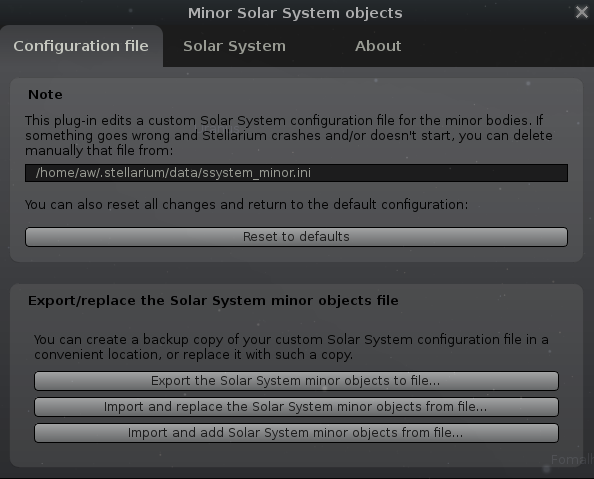 Minor Solar System objects
Configuration file
Solar System
About
Note
This plug-in edits a custom Solar System configuration file for the minor bodies. If
something goes wrong and Stellarium crashes and/or doesn't start, you can delete
manually that file from:
/home/aw/.stellarium/data/ssystem_minor.ini
You can also reset all changes and return to the default configuration:
Reset to defaults
Export/replace the Solar System minor objects file
You can create a backup copy of your custom Solar System configuration file in a
convenient location, or replace it with such a copy.
Export the Solar System minor objects to file...
Import and replace the Solar System minor objects from file...
Import and add Solar System minor objects from file...